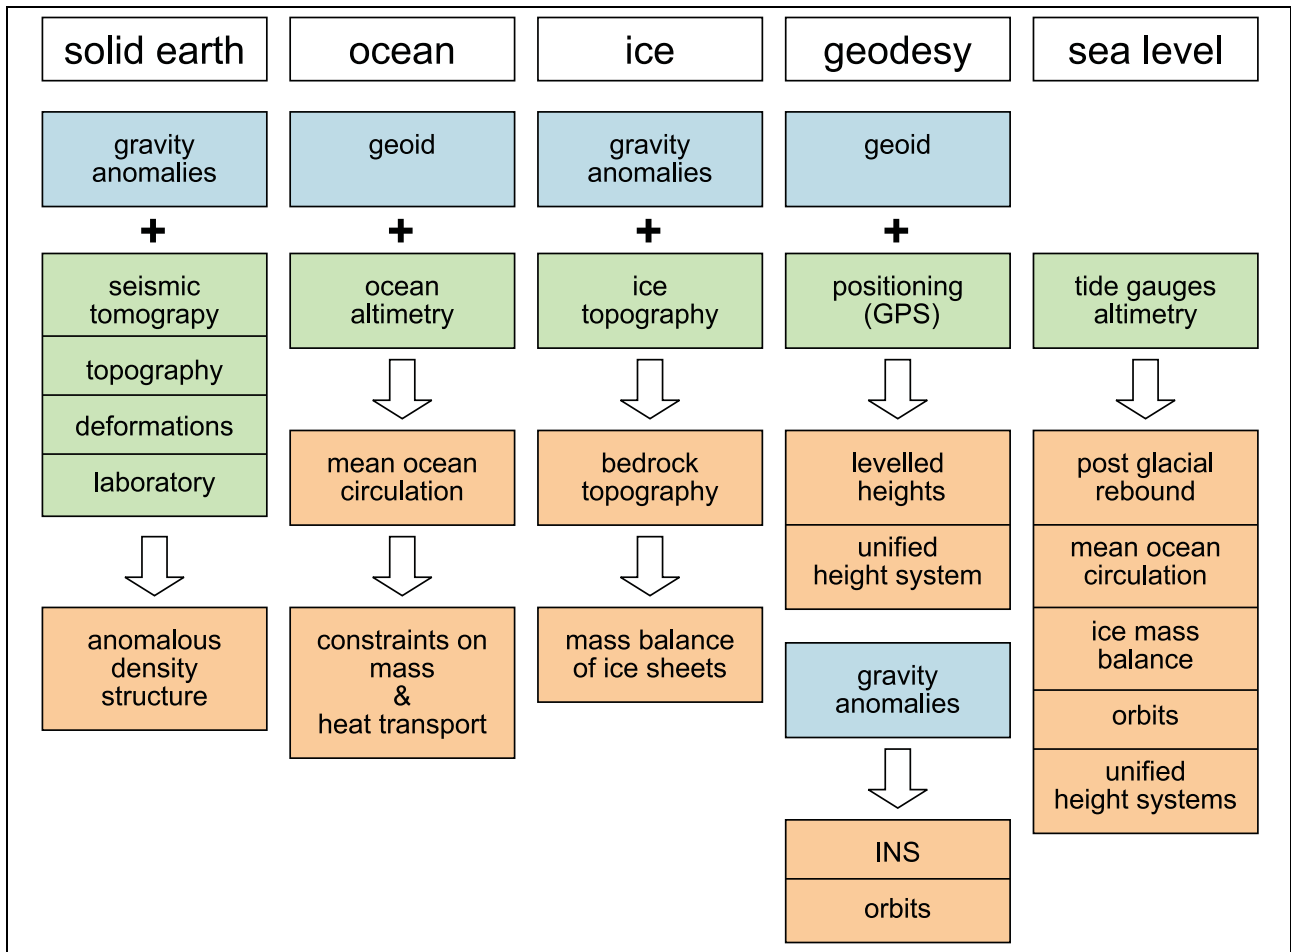 solid earth
ocean
ice
geodesy
sea level
gravity
anomalies
geoid
gravity
anomalies
geoid
+
+
+
+
seismic
tomograpy
topography
deformations
laboratory
ocean
altimetry
ice
topography
positioning
(GPS)
tide gauges
altimetry
mean ocean
circulation
bedrock
topography
levelled
heights
unified
height system
post glacial
rebound
mean ocean
circulation
ice mass
balance
orbits
unified
height systems
anomalous
density
structure
constraints on
mass
&
heat transport
mass balance
of ice sheets
gravity
anomalies
INS
orbits